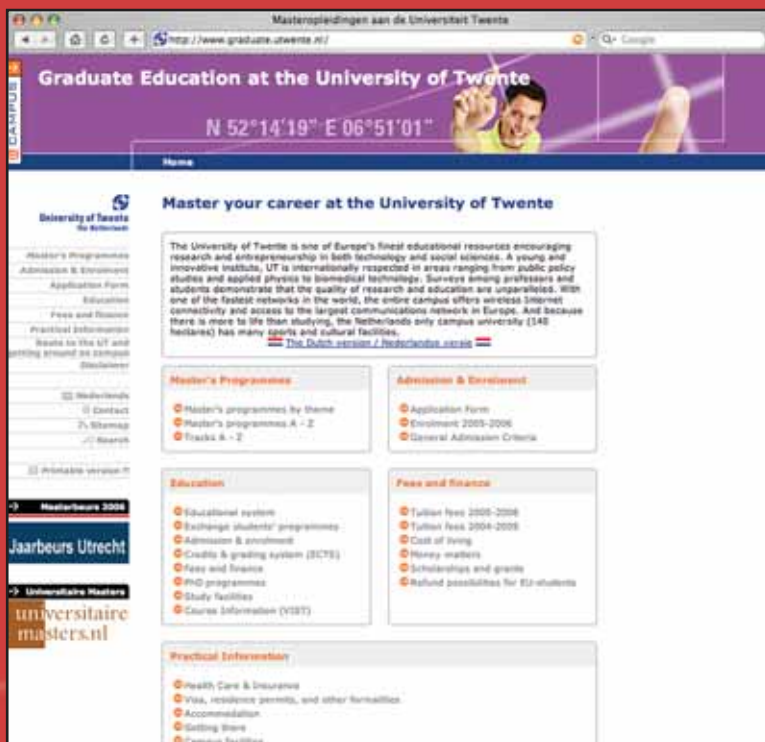 Masteropleidingen aan de Universiteit Twente
http://www.graduate.utwente.nl/
Google
CAMPUS
Graduate Education at the University of Twente
N 52°14'19" E 06°51'01"
Home
University of Twente
The Netherlands
Master's Programmes
Admission & Enrolment
Application Form
Education
Fees and finance
Practical Information
Route to the UT and
getting around on campus
Disclaimer
Nederlands
Contact
Sitemap
Search
Printable version
Masterbeurs 2006
Jaarbeurs Utrecht
Universitaire Masters
universitaire
masters.nl
Master your career at the University of Twente
The University of Twente is one of Europe's finest educational resources encouraging
research and entrepreneurship in both technology and social sciences. A young and
innovative institute, UT is internationally respected in areas ranging from public policy
studies and applied physics to biomedical technology. Surveys among professors and
students demonstrate that the quality of research and education are unparalleled. With
one of the fastest networks in the world, the entire campus offers wireless Internet
connectivity and access to the largest communications network in Europe. And because
there is more to life than studying, the Netherlands only campus university (140
hectares) has many sports and cultural facilities.
The Dutch version / Nederlandse versie
Master's Programmes
Master's programmes by theme
Master's programmes A - Z
Tracks A - Z
Admission & Enrolment
Application Form
Enrolment 2005-2006
General Admission Criteria
Education
Educational system
Exchange students' programmes
Admission & enrolment
Credits & grading system (ECTS)
Fees and finance
PhD programmes
Study facilities
Course Information (VIST)
Fees and finance
Tuition fees 2005-2006
Tuition fees 2004-2005
Cost of living
Money matters
Scholarships and grants
Refund possibilities for EU-students
Practical Information
Health Care & Insurance
Visa, residence permits, and other formalities
Accommodation
Getting there
Campus facilities